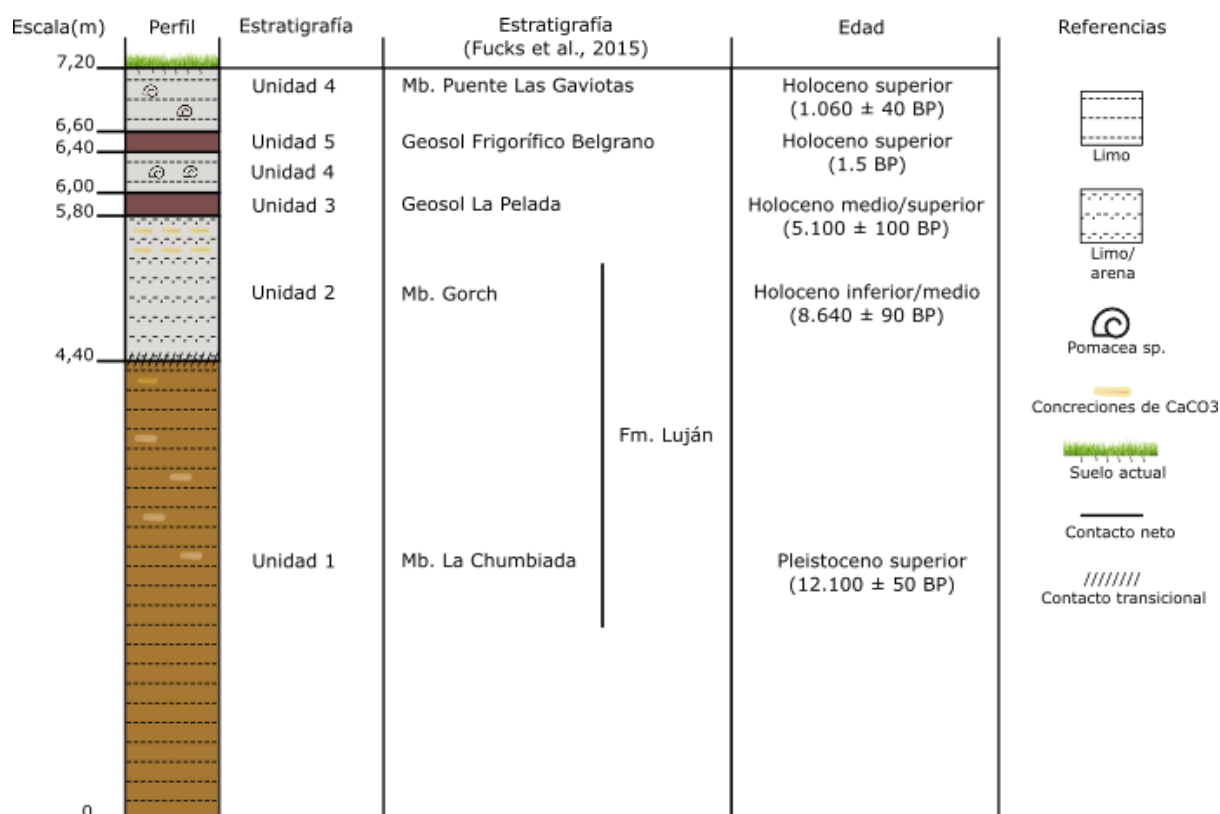 Escala(m) Perfil Estratigrafía Estratigrafía Edad Referencias
(Fucks et al., 2015)
7,20
Unidad 4 Mb. Puente Las Gaviotas Holoceno superior
(1.060 ± 40 BP)
6,60
Unidad 5 Geosol Frigorífico Belgrano Holoceno superior
6,40
(1.5 BP)
Limo
Unidad 4
6,00
Unidad 3 Geosol La Pelada Holoceno medio/superior
5,80
(5.100 ± 100 BP)
Limo/
arena
Unidad 2 Mb. Gorch Holoceno inferior/medio
(8.640 ± 90 BP)
Pomacea sp.
4,40
Concreciones de CaCO3
Fm. Luján
Suelo actual
Contacto neto
Unidad 1 Mb. La Chumbiada Pleistoceno superior
(12.100 ± 50 BP)
Contacto transicional
0